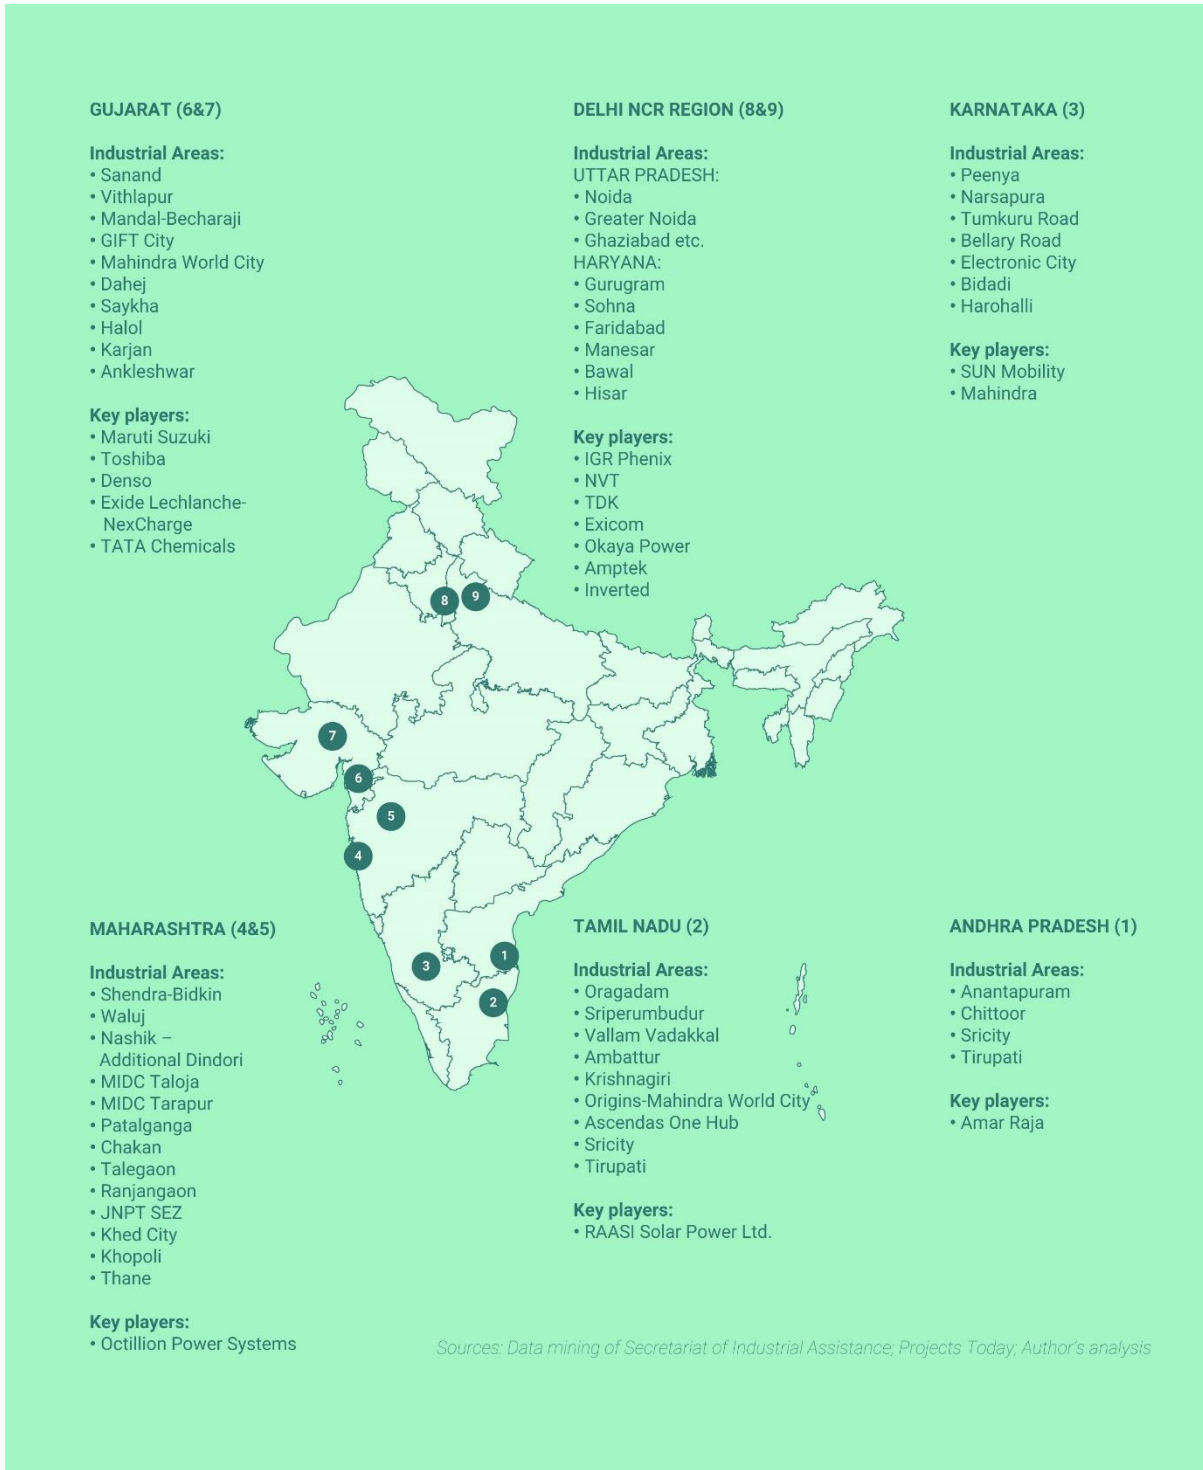 GUJARAT (6&7)
Industrial Areas:
• Sanand
• Vithlapur
• Mandal-Becharaji
• GIFT City
• Mahindra World City
• Dahej
• Saykha
• Halol
• Karjan
• Ankleshwar
Key players:
• Maruti Suzuki
• Toshiba
• Denso
• Exide Lechlanche-
NexCharge
• TATA Chemicals
DELHI NCR REGION (8&9)
Industrial Areas:
UTTAR PRADESH:
• Noida
• Greater Noida
• Ghaziabad etc.
HARYANA:
• Gurugram
• Sohna
• Faridabad
• Manesar
• Bawal
• Hisar
Key players:
• IGR Phenix
• NVT
• TDK
• Exicom
• Okaya Power
• Amptek
• Inverted
KARNATAKA (3)
Industrial Areas:
• Peenya
• Narsapura
• Tumkuru Road
• Bellary Road
• Electronic City
• Bidadi
• Harohalli
Key players:
• SUN Mobility
• Mahindra
8
9
7
6
5
4
3
1
2
MAHARASHTRA (4&5)
Industrial Areas:
• Shendra-Bidkin
• Waluj
• Nashik –
Additional Dindori
• MIDC Taloja
• MIDC Tarapur
• Patalganga
• Chakan
• Talegaon
• Ranjangaon
• JNPT SEZ
• Khed City
• Khopoli
• Thane
Key players:
• Octillion Power Systems
TAMIL NADU (2)
Industrial Areas:
• Oragadam
• Sriperumbudur
• Vallam Vadakkal
• Ambattur
• Krishnagiri
• Origins-Mahindra World City
• Ascendas One Hub
• Sricity
• Tirupati
Key players:
• RAASI Solar Power Ltd.
ANDHRA PRADESH (1)
Industrial Areas:
• Anantapuram
• Chittoor
• Sricity
• Tirupati
Key players:
• Amar Raja
Sources: Data mining of Secretariat of Industrial Assistance; Projects Today; Author's analysis